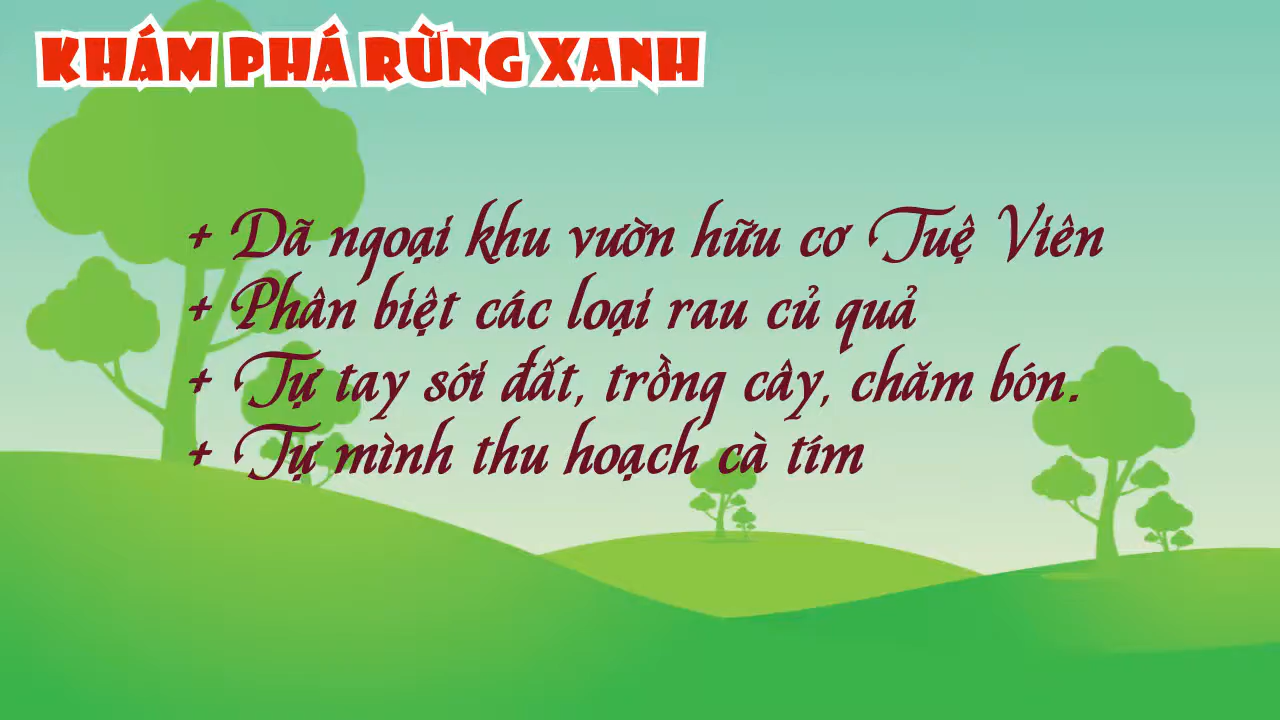 KHÁM PHÁ RỪNG XANH
+ Dã ngoại khu vườn hữu cơ Tuệ Viên
+ Phân biệt các loại rau củ quả
+ Tự tay sới đất, trồng cây, chăm bón.
+ Tự mình thu hoạch cà tím